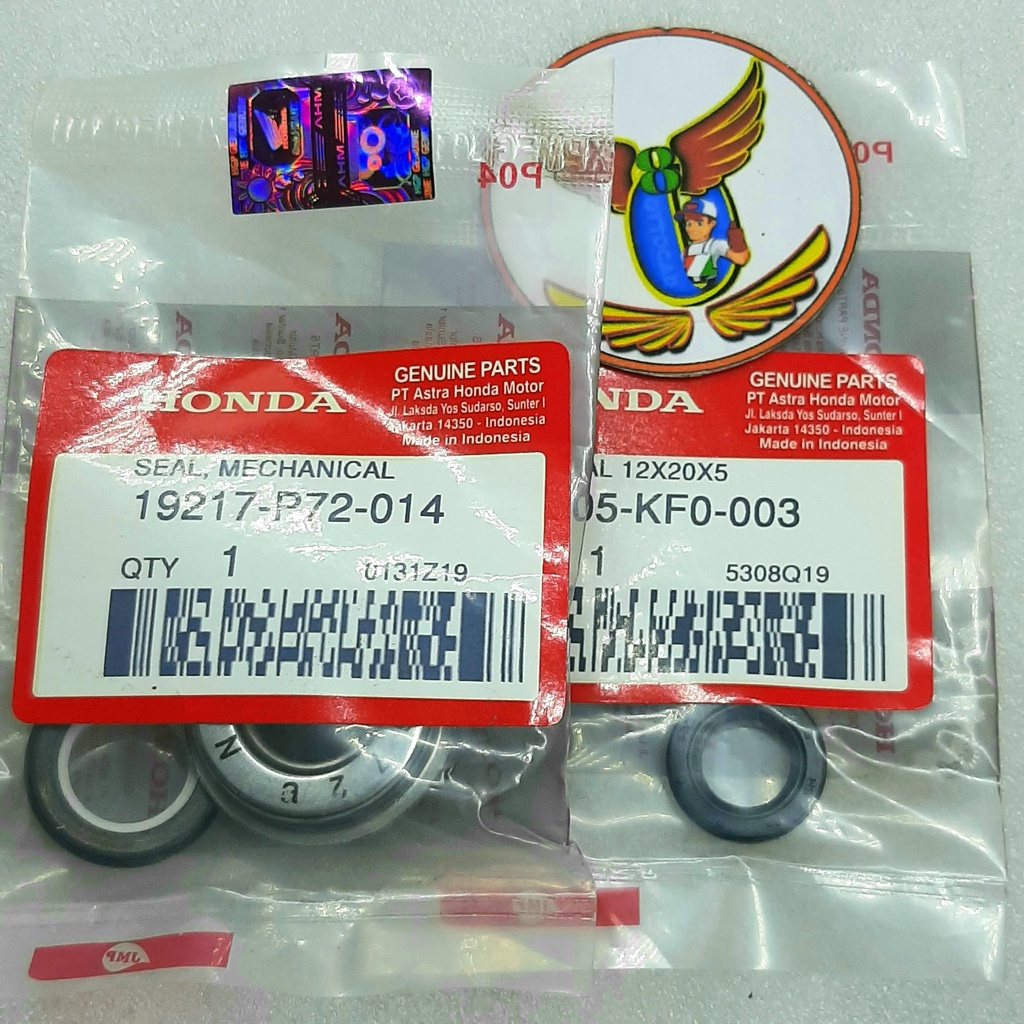 AHM
P04
P04
HONDA
GENUINE PARTS
PT Astra Honda Motor
Jl. Laksda Yos Sudarso, Sunter I
Jakarta 14350 - Indonesia
Made in Indonesia
SEAL, MECHANICAL
19217-P72-014
QTY 1
0131Z19
NDA
GENUINE PARTS
PT Astra Honda Motor
Jl. Laksda Yos Sudarso, Sunter I
Jakarta 14350 - Indonesia
Made in Indonesia
AL 12X20X5
05-KF0-003
1
5308Q19
N
JMP